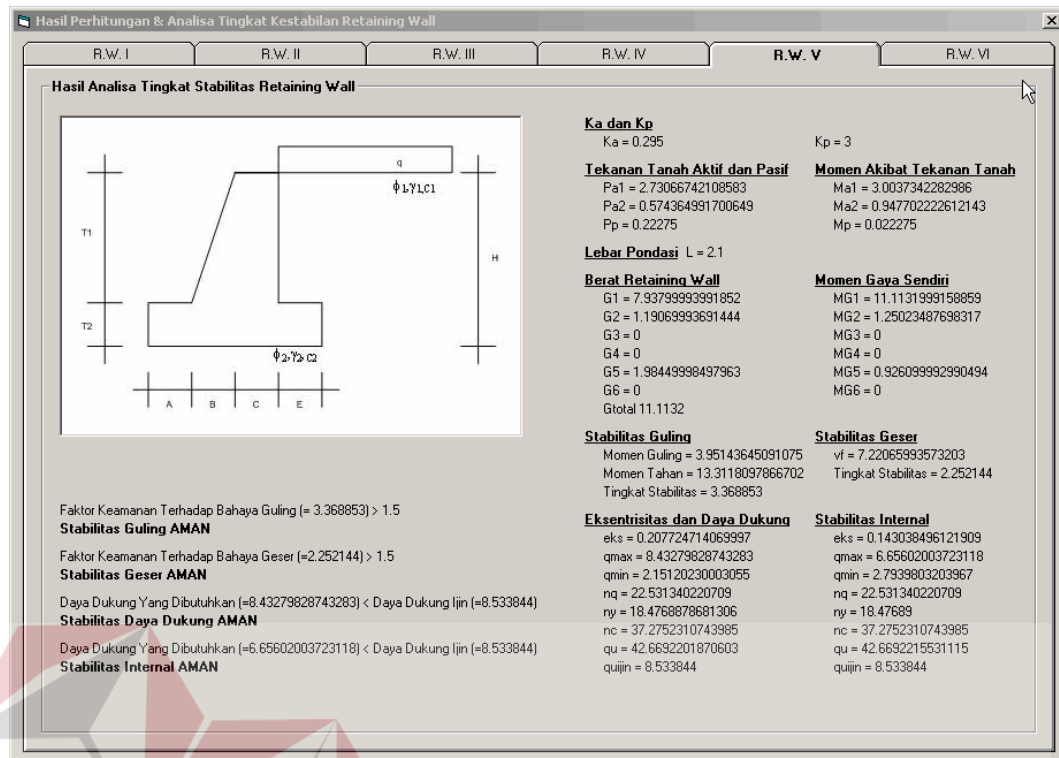 Hasil Perhitungan & Analisa Tingkat Kestabilan Retaining Wall
R.W. I R.W. II R.W. III R.W. IV R.W. V R.W. VI
Hasil Analisa Tingkat Stabilitas Retaining Wall
q
ϕ1,γ1,C1
T1
H
T2
ϕ2,γ2,C2
A B C E
Faktor Keamanan Terhadap Bahaya Guling (= 3.368853) > 1.5
Stabilitas Guling AMAN
Faktor Keamanan Terhadap Bahaya Geser (=2.252144) > 1.5
Stabilitas Geser AMAN
Daya Dukung Yang Dibutuhkan (=8.43279828743283) < Daya Dukung Ijin (=8.533844)
Stabilitas Daya Dukung AMAN
Daya Dukung Yang Dibutuhkan (=6.65602003723118) < Daya Dukung Ijin (=8.533844)
Stabilitas Internal AMAN
Ka dan Kp
Ka = 0.295 Kp = 3
Tekanan Tanah Aktif dan Pasif
Pa1 = 2.73066742108583
Pa2 = 0.574364991700649
Pp = 0.22275
Momen Akibat Tekanan Tanah
Ma1 = 3.0037342282986
Ma2 = 0.947702222612143
Mp = 0.022275
Lebar Pondasi L = 2.1
Berat Retaining Wall
G1 = 7.93799993991852
G2 = 1.19069993691444
G3 = 0
G4 = 0
G5 = 1.98449998497963
G6 = 0
Gtotal 11.1132
Momen Gaya Sendiri
MG1 = 11.1131999158859
MG2 = 1.25023487698317
MG3 = 0
MG4 = 0
MG5 = 0.926099992990494
MG6 = 0
Stabilitas Guling
Momen Guling = 3.95143645091075
Momen Tahan = 13.3118097866702
Tingkat Stabilitas = 3.368853
Stabilitas Geser
vf = 7.22065993573203
Tingkat Stabilitas = 2.252144
Eksentrisitas dan Daya Dukung
eks = 0.207724714069997
qmax = 8.43279828743283
qmin = 2.15120230003055
nq = 22.531340220709
ny = 18.4768878681306
nc = 37.2752310743985
qu = 42.6692201870603
quijin = 8.533844
Stabilitas Internal
eks = 0.143038496121909
qmax = 6.65602003723118
qmin = 2.7939803203967
nq = 22.531340220709
ny = 18.47689
nc = 37.2752310743985
qu = 42.6692215531115
quijin = 8.533844